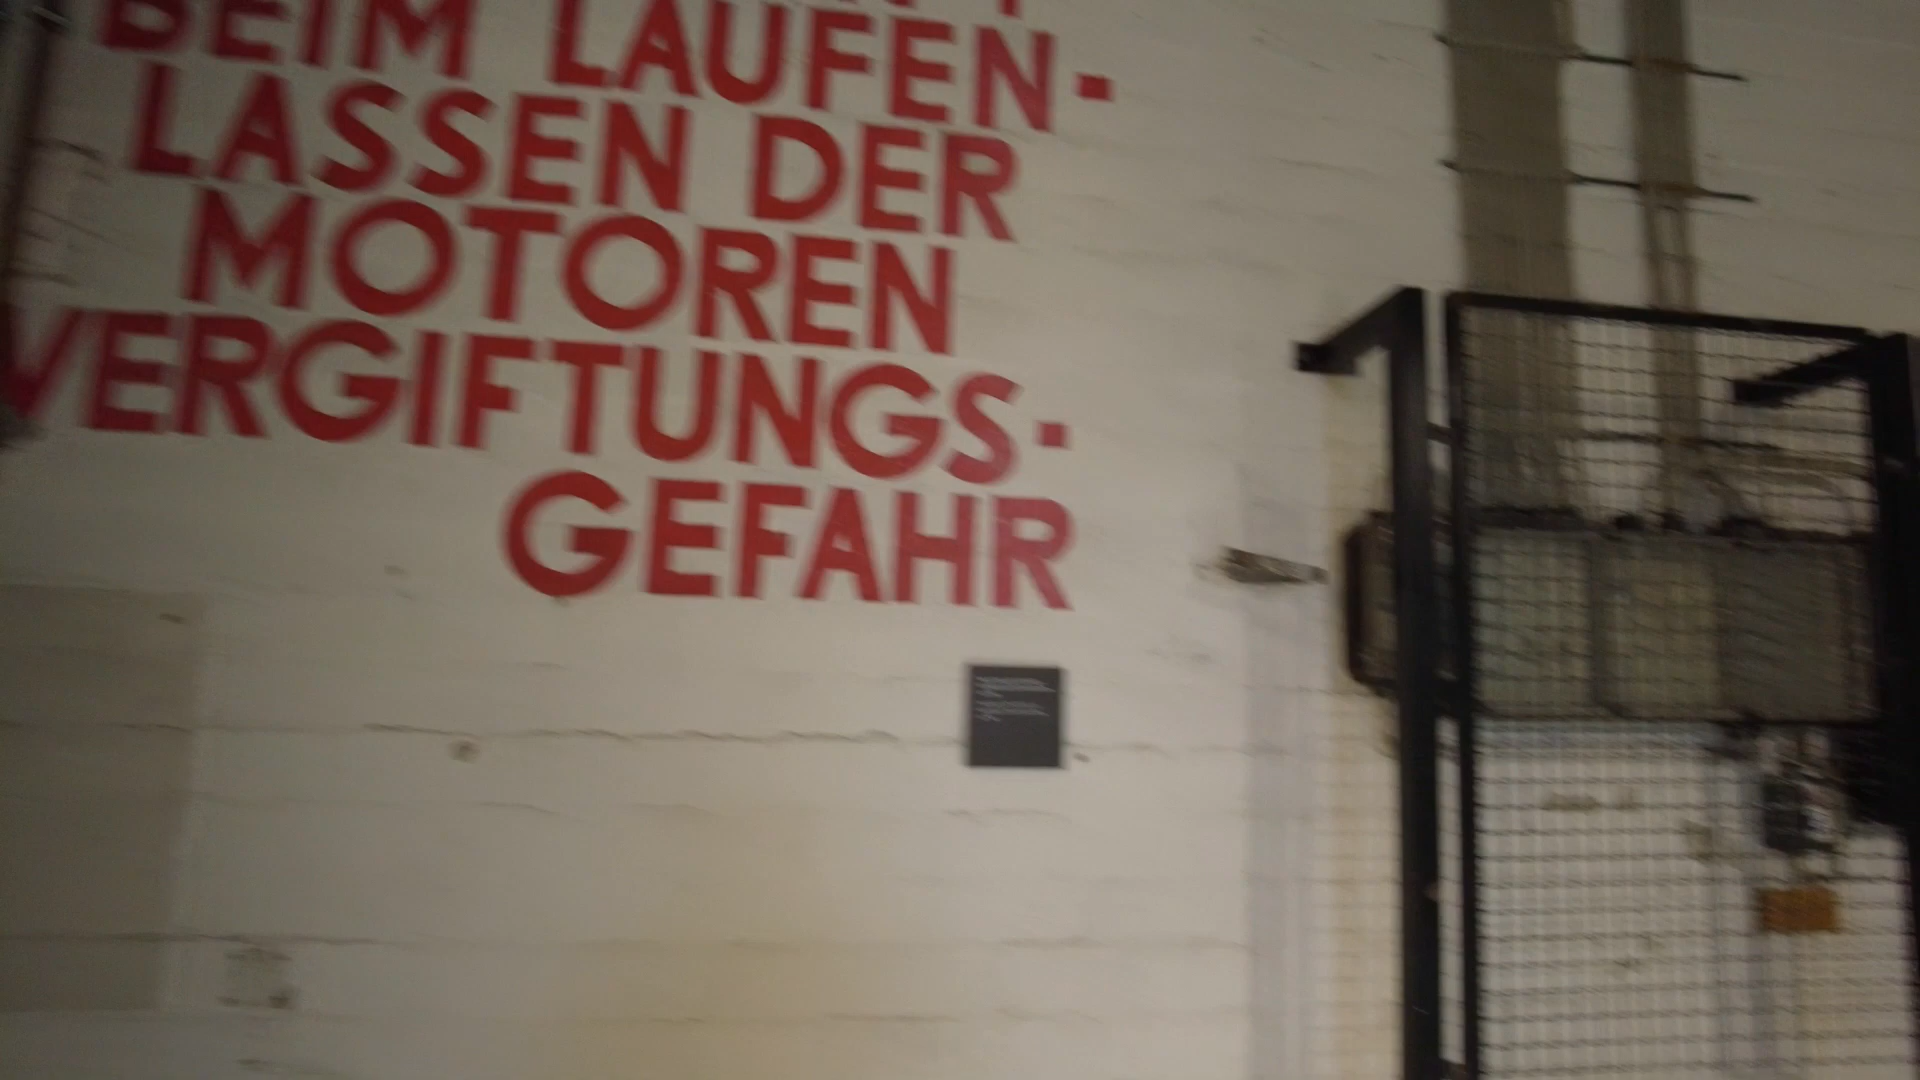 BEIM LAUFEN-
LASSEN DER
MOTOREN
VERGIFTUNGS-
GEFAHR